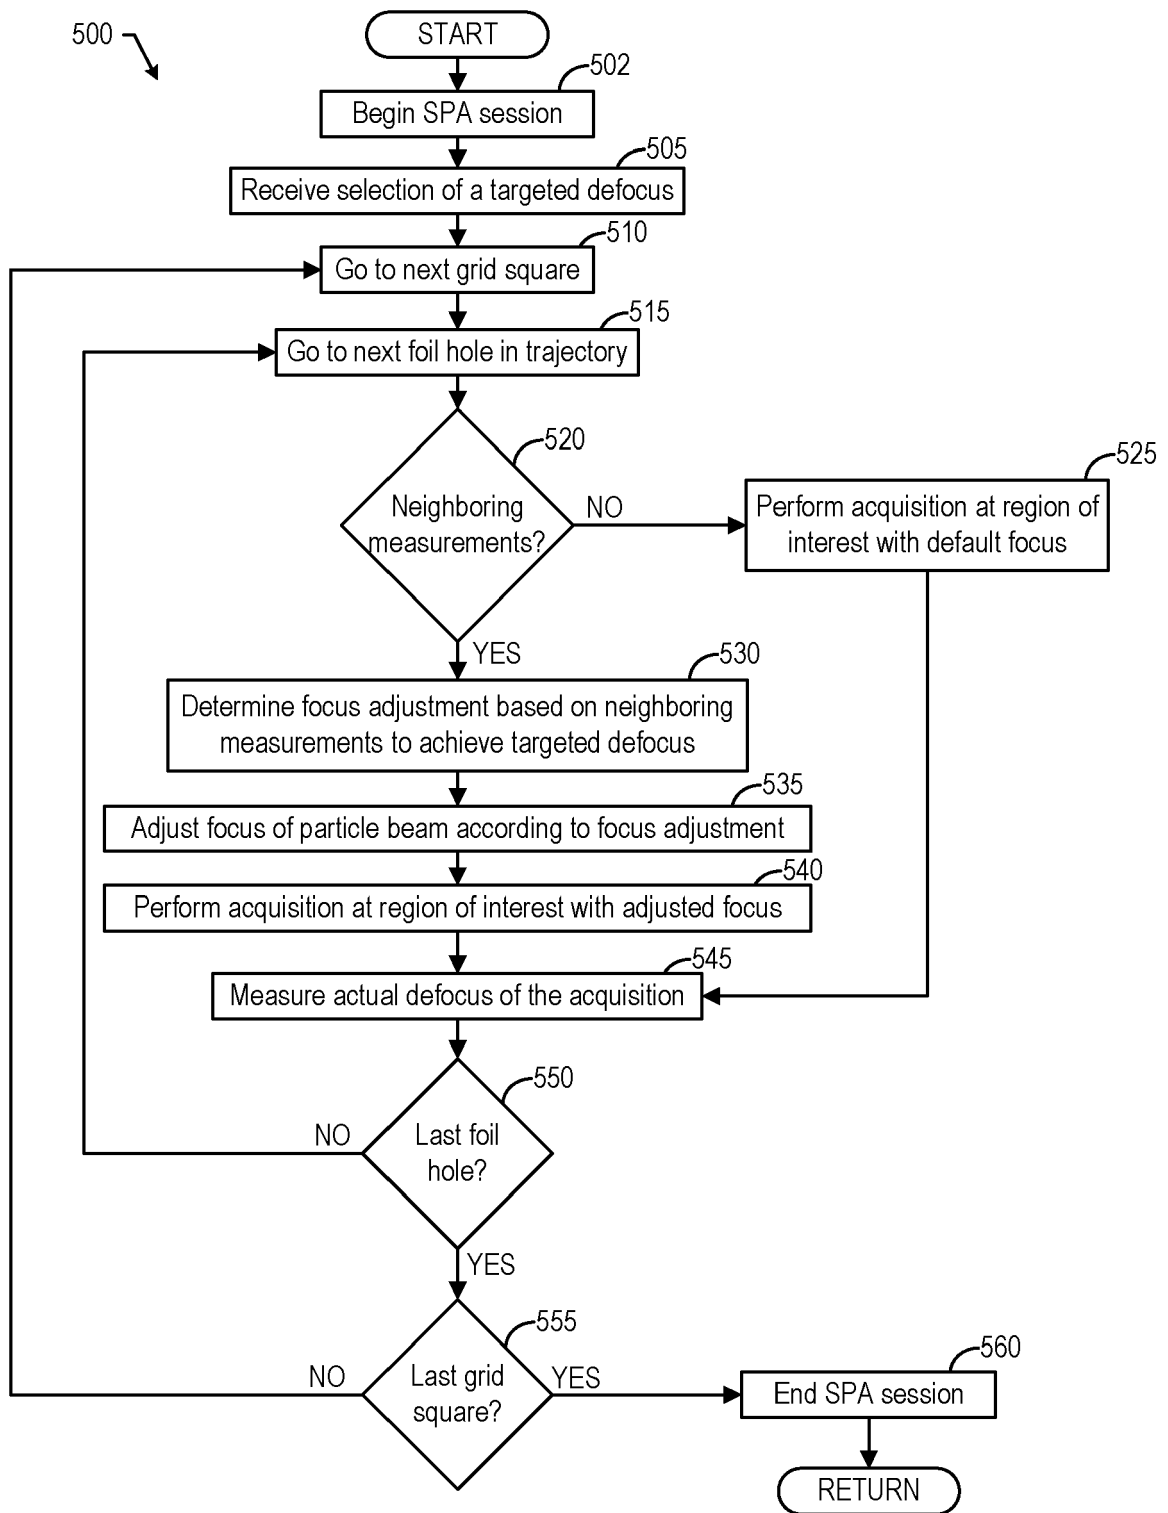 500
START
502
Begin SPA session
505
Receive selection of a targeted defocus
510
Go to next grid square
515
Go to next foil hole in trajectory
520
Neighboring
measurements?
NO
525
Perform acquisition at region of
interest with default focus
YES
530
Determine focus adjustment based on neighboring
measurements to achieve targeted defocus
535
Adjust focus of particle beam according to focus adjustment
540
Perform acquisition at region of interest with adjusted focus
545
Measure actual defocus of the acquisition
550
Last foil
hole?
NO
YES
555
Last grid
square?
NO
YES
560
End SPA session
RETURN